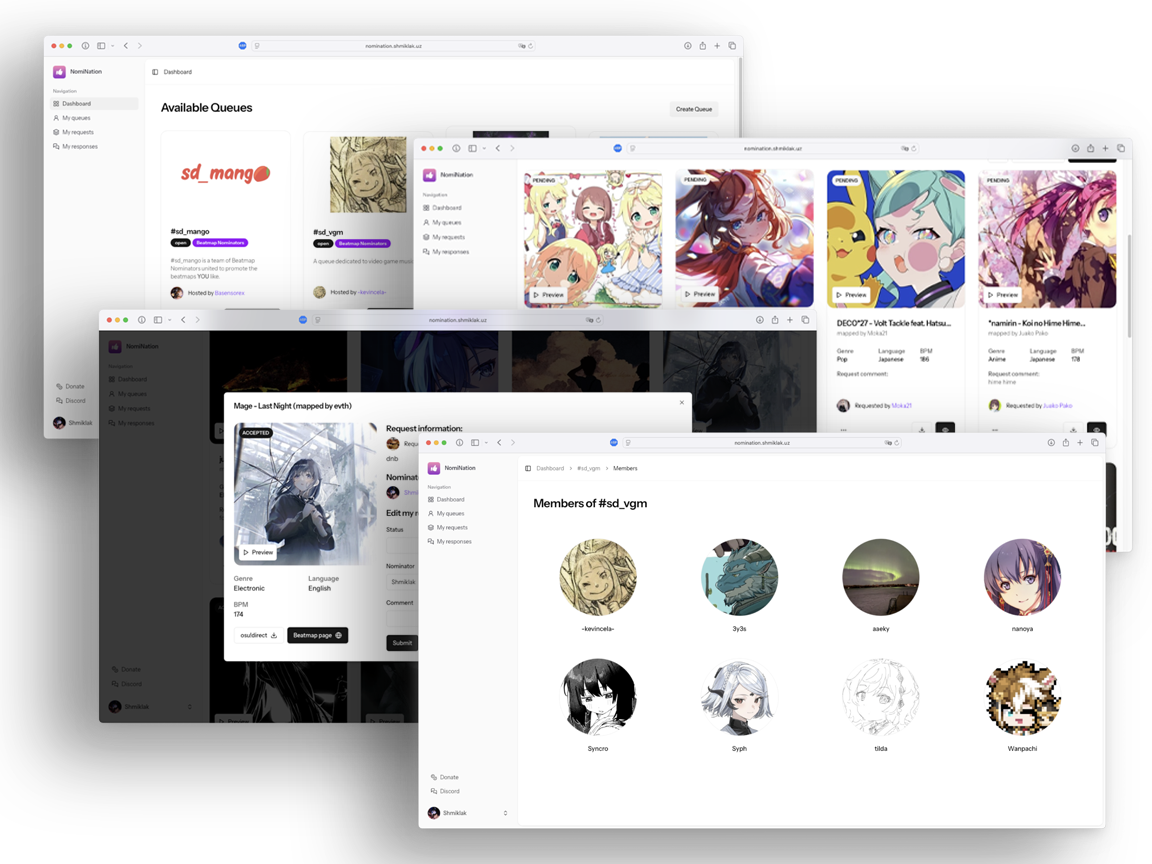 nomination.shmiklak.uz
NomiNation
Dashboard
Navigation
Dashboard
My queues
My requests
My responses
Available Queues
Create Queue
sd_mang
#sd_mango
open
Beatmap Nominators
#sd_mango is a team of Beatmap
Nominators united to promote the
beatmaps YOU like.
Hosted by Basensorex
#sd_vgm
open
Beatmap Nominators
A queue dedicated to video game music
Hosted by -kevincela-
Donate
Discord
Shmiklak
nomination.shmiklak.uz
NomiNation
Navigation
Dashboard
My queues
My requests
My responses
PENDING
Preview
PENDING
Preview
PENDING
Preview
DECO*27 - Volt Tackle feat. Hatsu...
mapped by Moka21
Genre
Language
BPM
Pop
Japanese
186
Request comment:
Requested by Moka21
PENDING
Preview
*namirin - Koi no Hime Hime...
mapped by Juako Pako
Genre
Language
BPM
Anime
Japanese
178
Request comment:
hime hime
Requested by Juako Pako
nomination.shmiklak.uz
NomiNation
Navigation
Dashboard
My queues
My requests
My responses
Mage - Last Night (mapped by evth)
ACCEPTED
Preview
Genre
Language
Electronic
English
BPM
174
osu!direct
Beatmap page
Request information:
Requ
dnb
Nominat
Shmi
Edit my r
Status
Nominator
Shmiklak
Comment
Submit
Preview
Preview
Donate
Discord
Shmiklak
nomination.shmiklak.uz
NomiNation
Navigation
Dashboard
My queues
My requests
My responses
Dashboard > #sd_vgm > Members
Members of #sd_vgm
-kevincela-
3y3s
aaeky
nanoya
Syncro
Syph
tilda
Wanpachi
Donate
Discord
Shmiklak